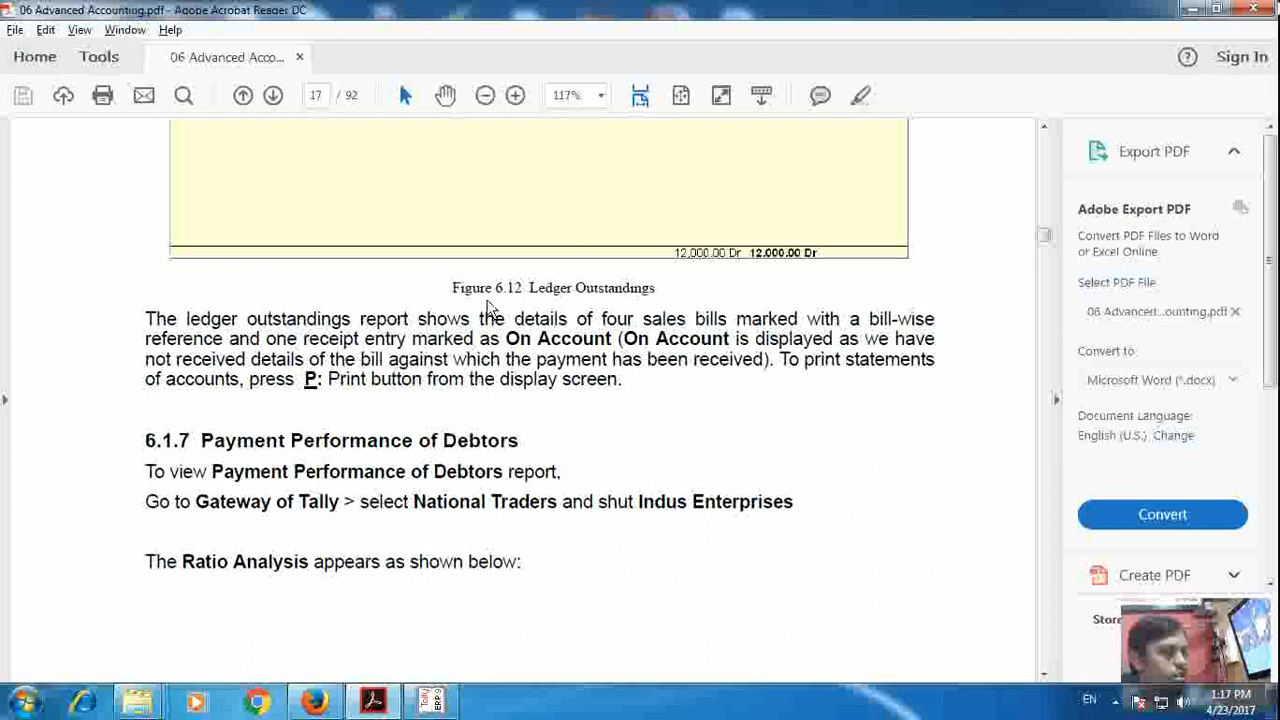 06 Advanced Accounting.pdf - Adobe Acrobat Reader DC
File Edit View Window Help
Home Tools 06 Advanced Acco... × Sign In
17 / 92 117%
Export PDF
Adobe Export PDF
Convert PDF Files to Word
or Excel Online
Select PDF File
06 Advanced...ounting.pdf ×
Convert to
Microsoft Word (*.docx)
Document Language:
English (U.S.) Change
Convert
Create PDF
Store
12,000.00 Dr 12,000.00 Dr
Figure 6.12 Ledger Outstandings
The ledger outstandings report shows the details of four sales bills marked with a bill-wise
reference and one receipt entry marked as On Account (On Account is displayed as we have
not received details of the bill against which the payment has been received). To print statements
of accounts, press P: Print button from the display screen.
6.1.7 Payment Performance of Debtors
To view Payment Performance of Debtors report,
Go to Gateway of Tally > select National Traders and shut Indus Enterprises
The Ratio Analysis appears as shown below:
Tally ERP 9
EN 1:17 PM
4/23/2017